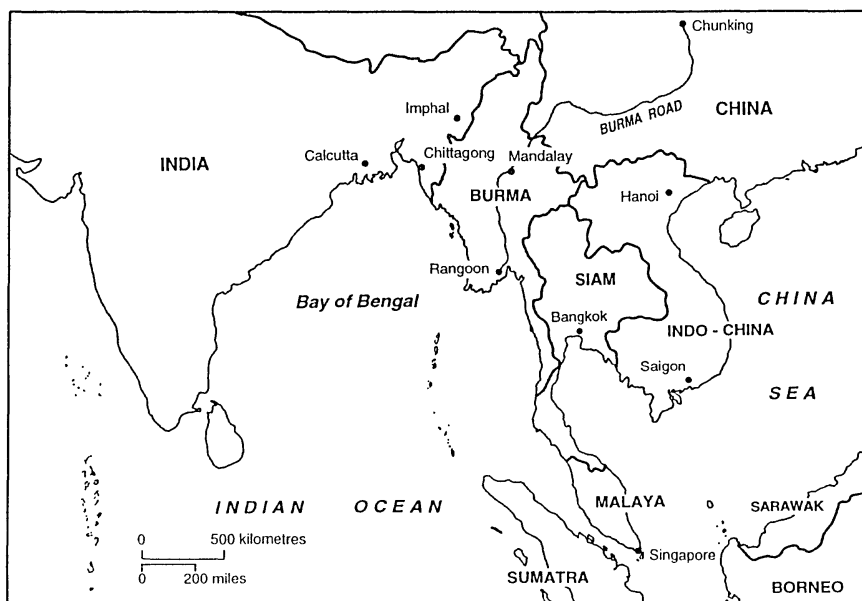 Chunking
Imphal
BURMA ROAD
CHINA
INDIA
Calcutta
Chittagong
Mandalay
BURMA
Hanoi
Rangoon
SIAM
Bay of Bengal
CHINA
Bangkok
INDO - CHINA
Saigon
SEA
INDIAN OCEAN
MALAYA
SARAWAK
0 500 kilometres
Singapore
0 200 miles
SUMATRA
BORNEO